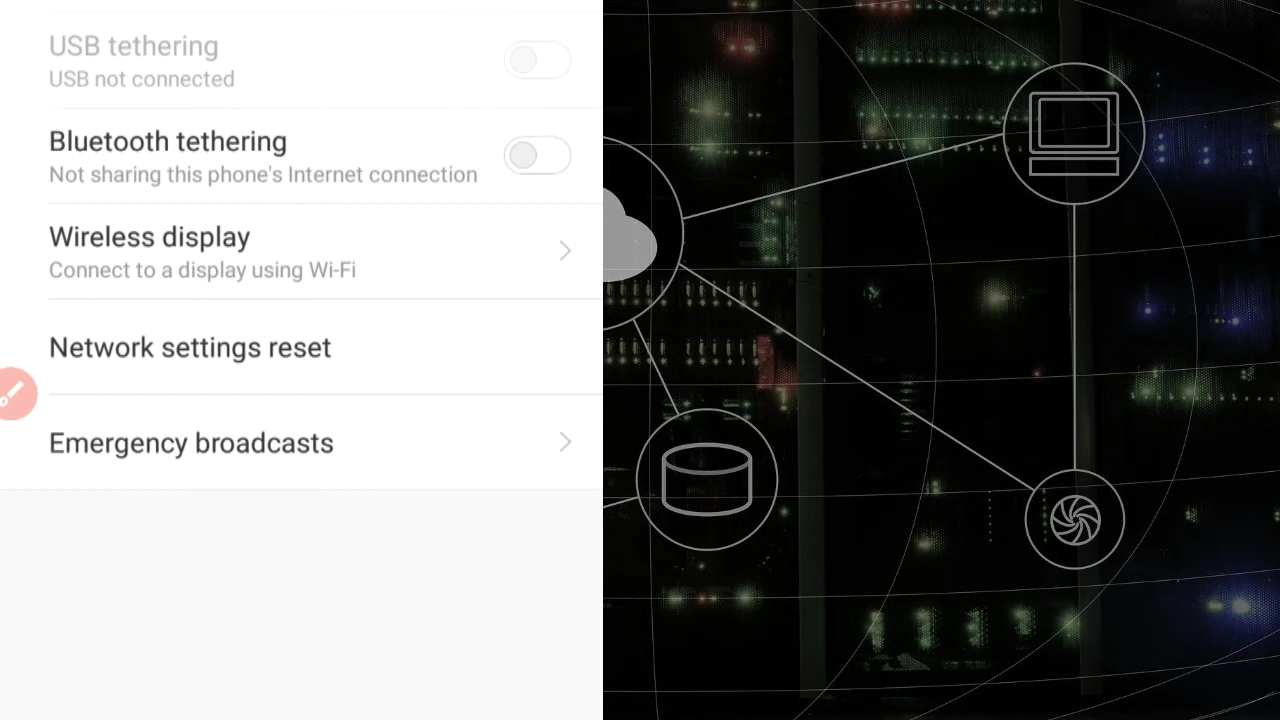 USB tethering
USB not connected
Bluetooth tethering
Not sharing this phone's Internet connection
Wireless display
Connect to a display using Wi-Fi
Network settings reset
Emergency broadcasts